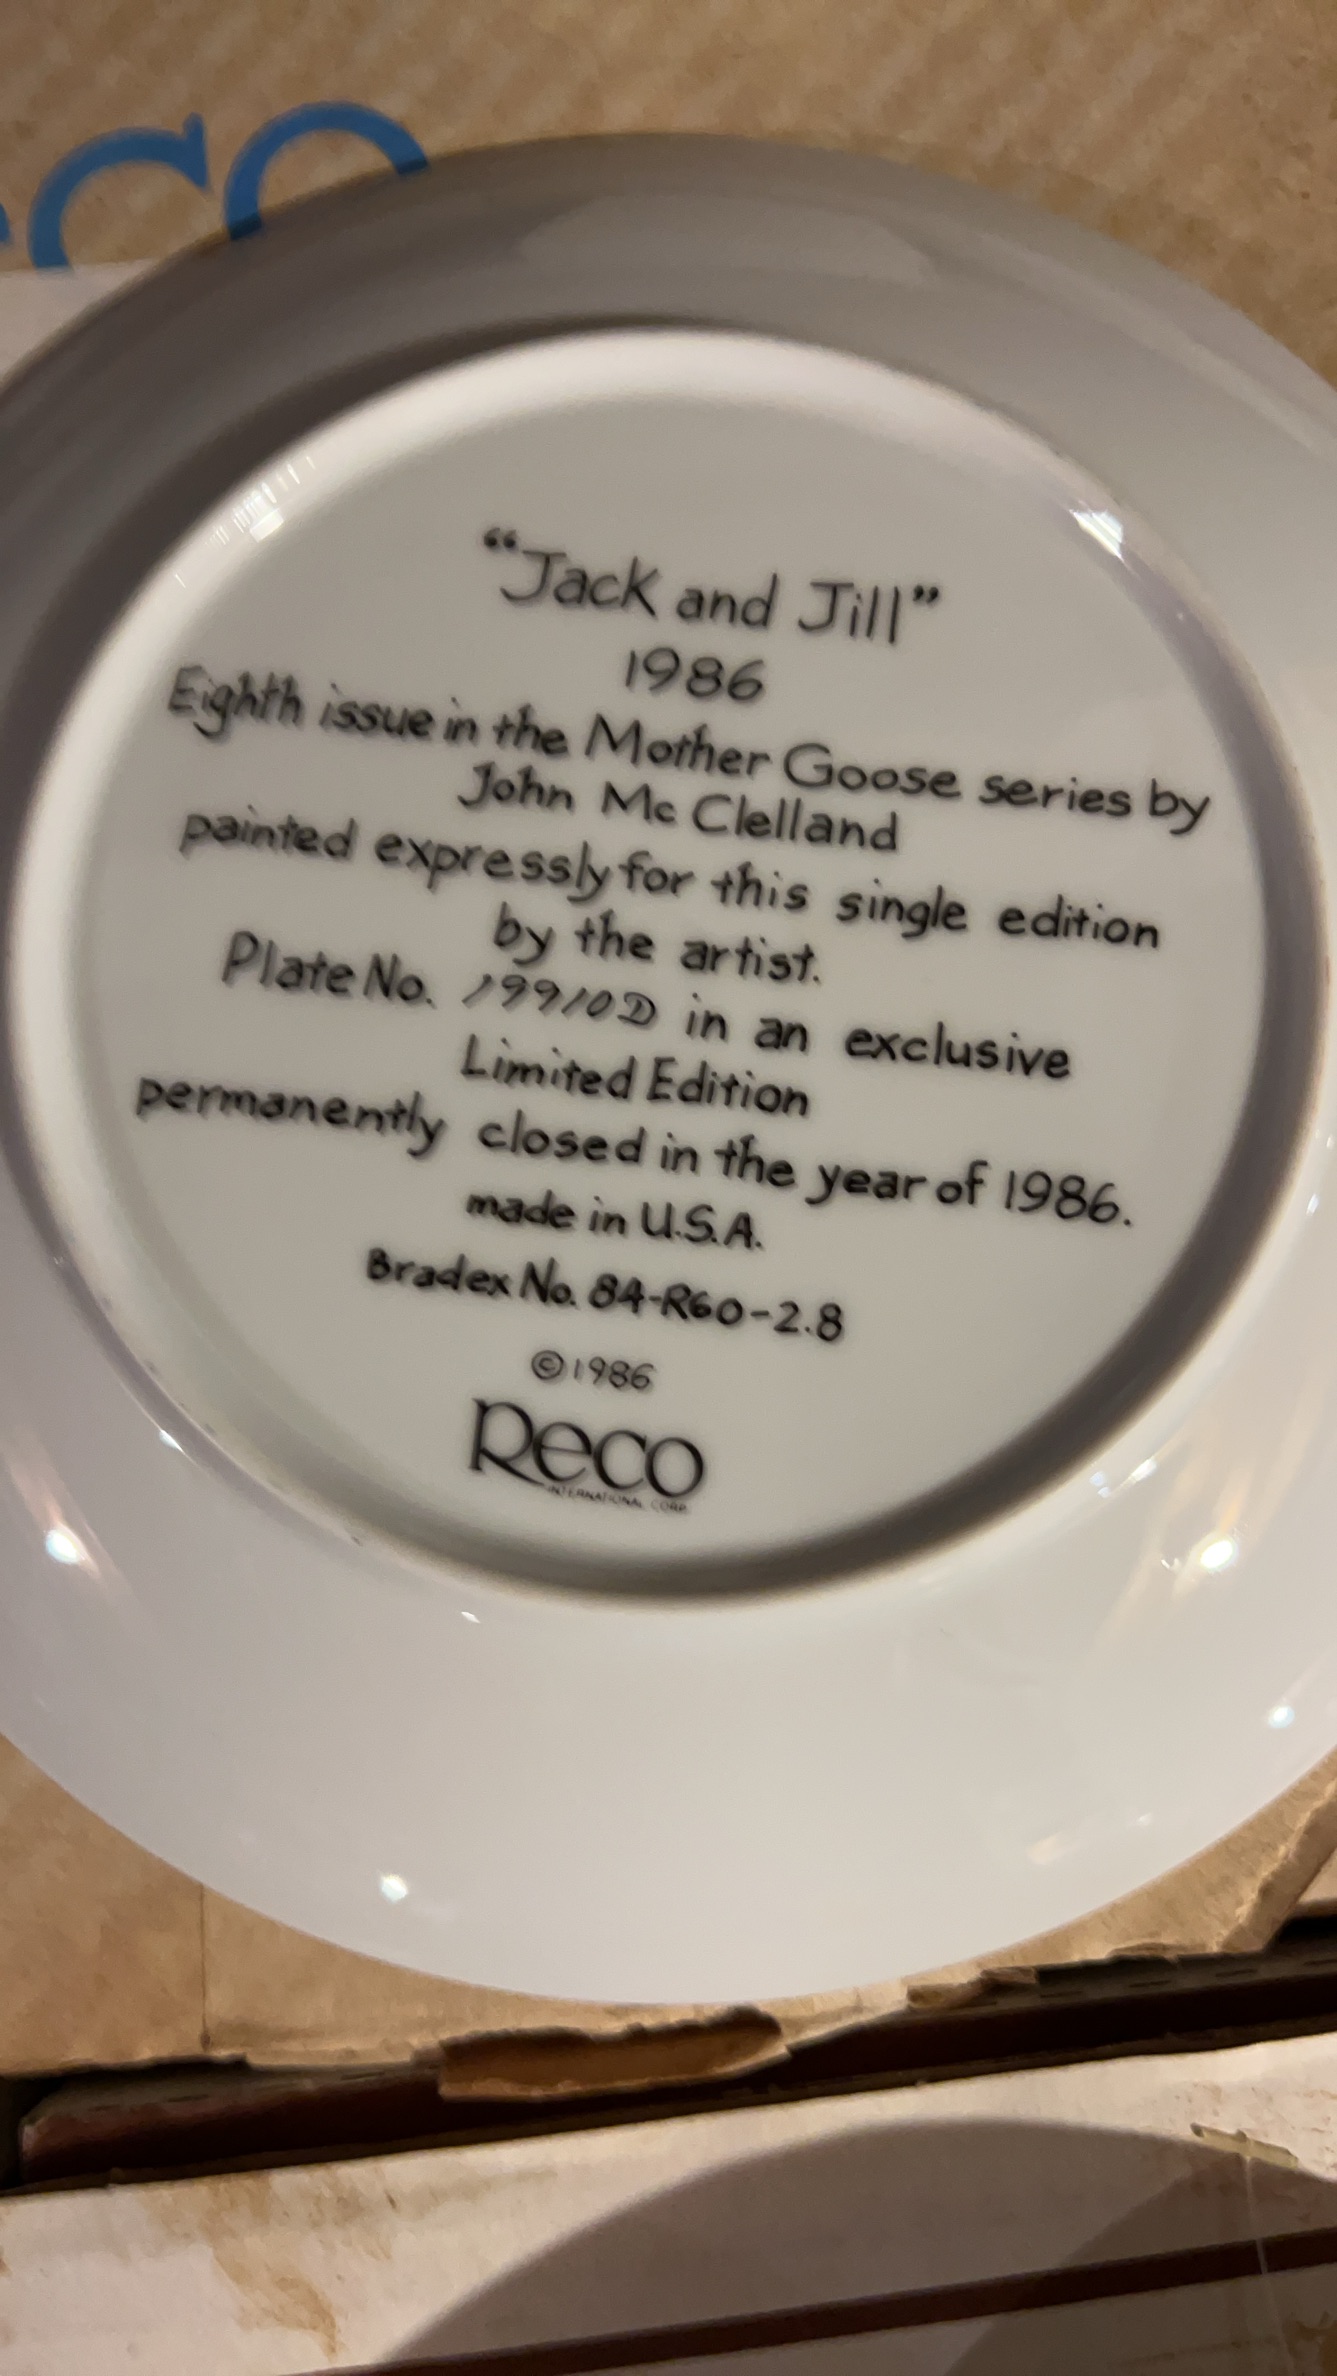 “Jack and Jill”
1986
Eighth issue in the Mother Goose series by
John McClelland
painted expressly for this single edition
by the artist.
Plate No. 19910D in an exclusive
Limited Edition
permanently closed in the year of 1986.
made in U.S.A.
Bradex No. 84-R60-2.8
©1986
Reco
INTERNATIONAL CORP.